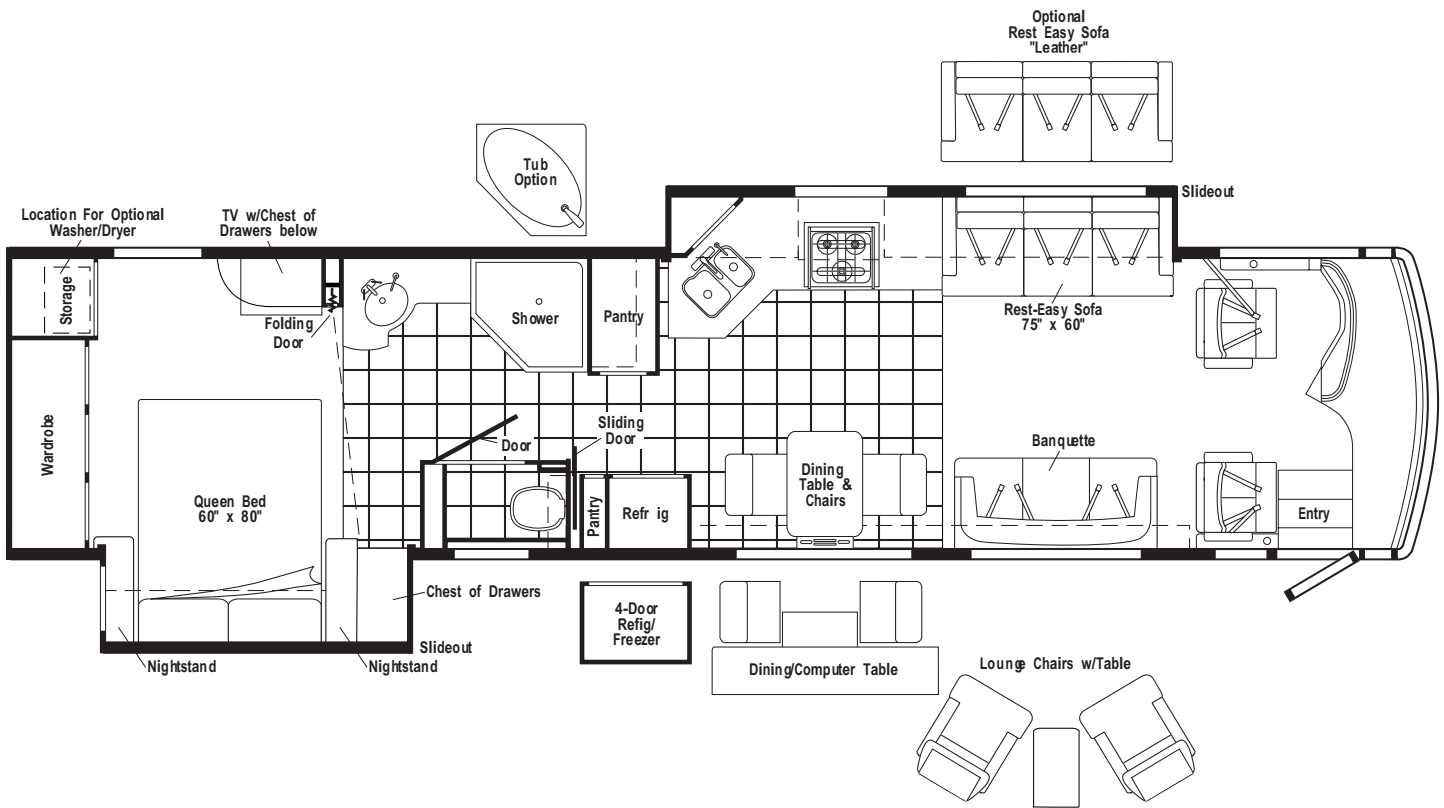 Optional
Rest Easy Sofa
"Leather"
Tub
Option
Slideout
Location For Optional
Washer/Dryer
TV w/Chest of
Drawers below
Storage
Folding
Door
Shower
Pantry
Rest-Easy Sofa
75" x 60"
Wardrobe
Queen Bed
60" x 80"
Door
Sliding
Door
Pantry
Refr ig
Dining
Table &
Chairs
Banquette
Entry
Chest of Drawers
Slideout
Nightstand
Nightstand
4-Door
Refig/
Freezer
Dining/Computer Table
Lounge Chairs w/Table